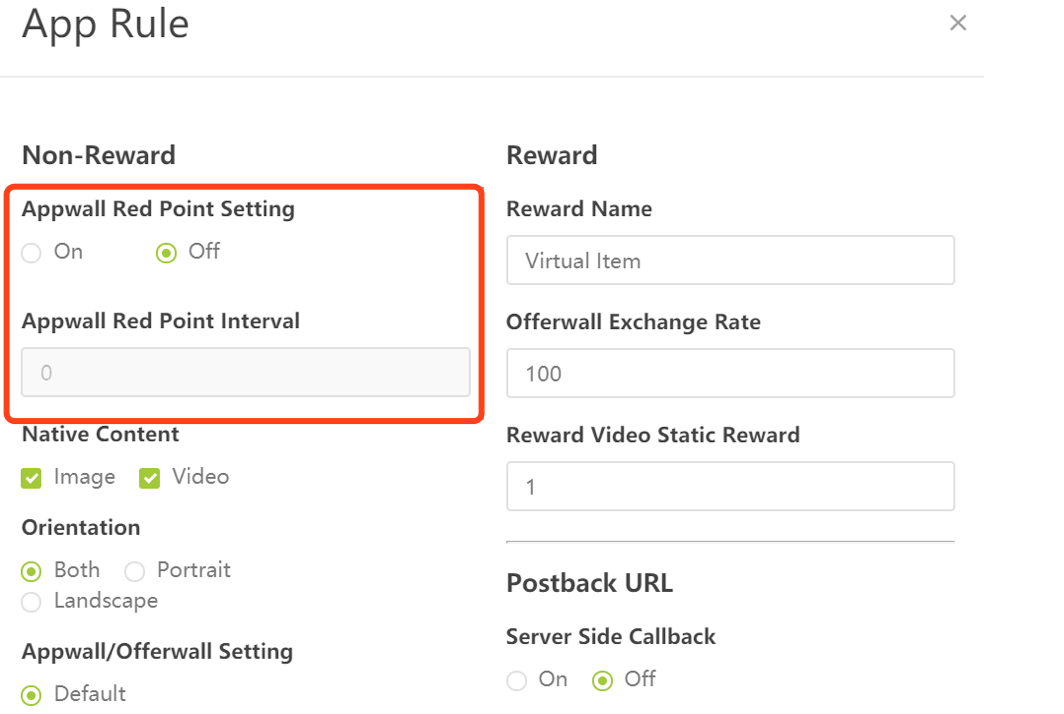 App Rule
Non-Reward
Appwall Red Point Setting
On Off
Appwall Red Point Interval
0
Native Content
Image Video
Orientation
Both Portrait
Landscape
Appwall/Offerwall Setting
Default
Reward
Reward Name
Virtual Item
Offerwall Exchange Rate
100
Reward Video Static Reward
1
Postback URL
Server Side Callback
On Off